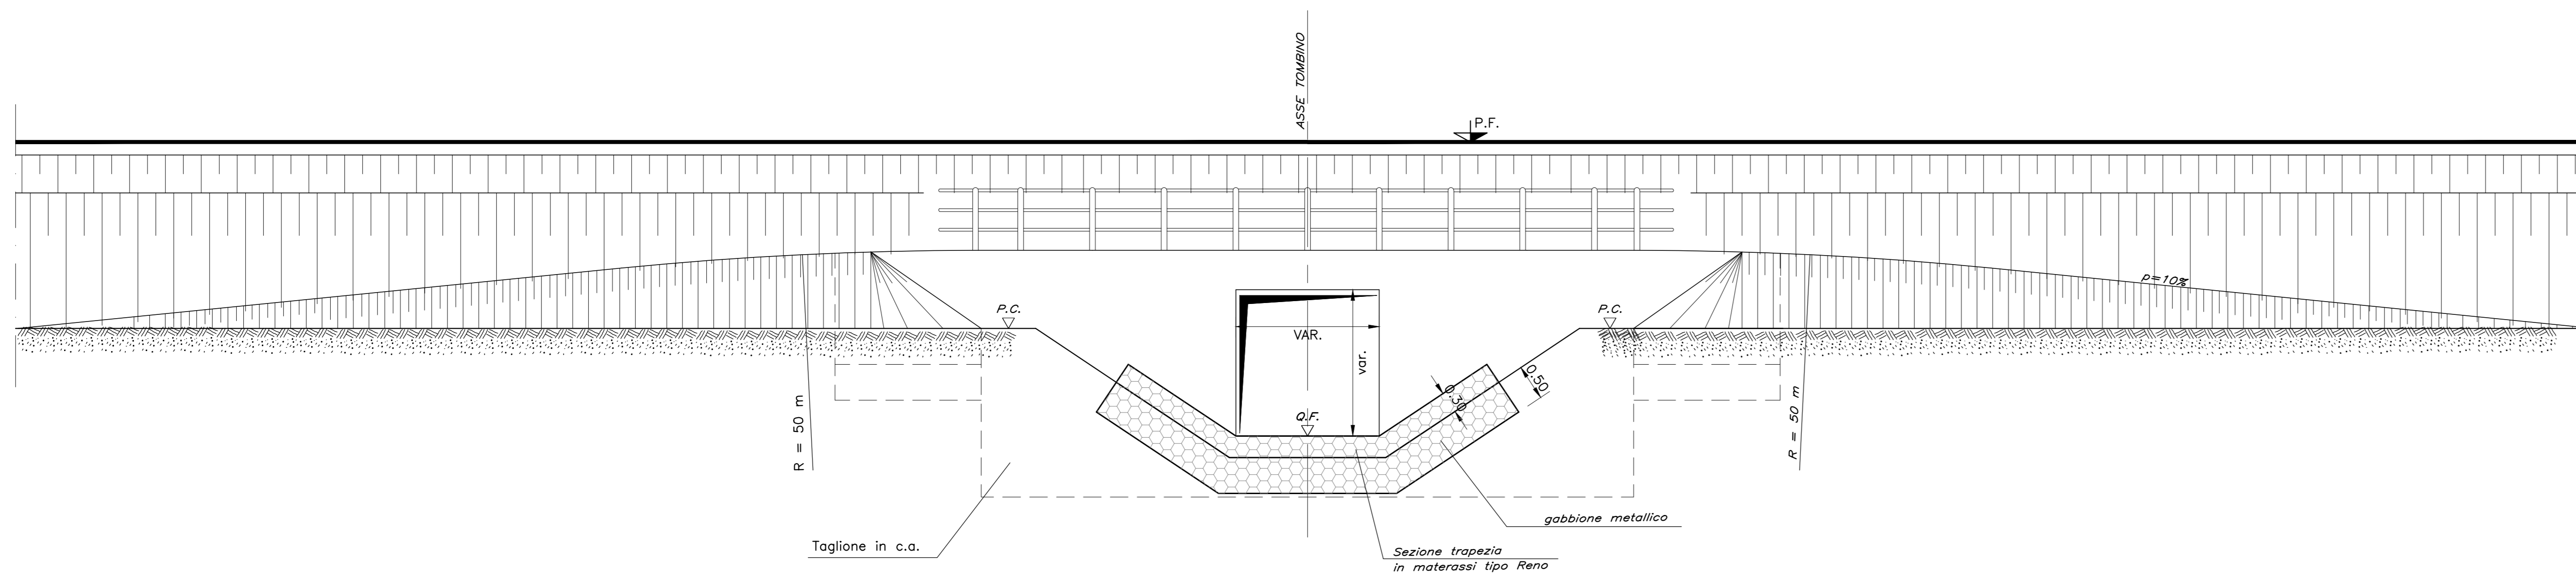 ASSE TOMBINO
P.F.
p=10%
P.C.
P.C.
VAR.
var.
0.50
0.30
Q.F.
R = 50 m
R = 50 m
gabbione metallico
Taglione in c.a.
Sezione trapezia
in materassi tipo Reno